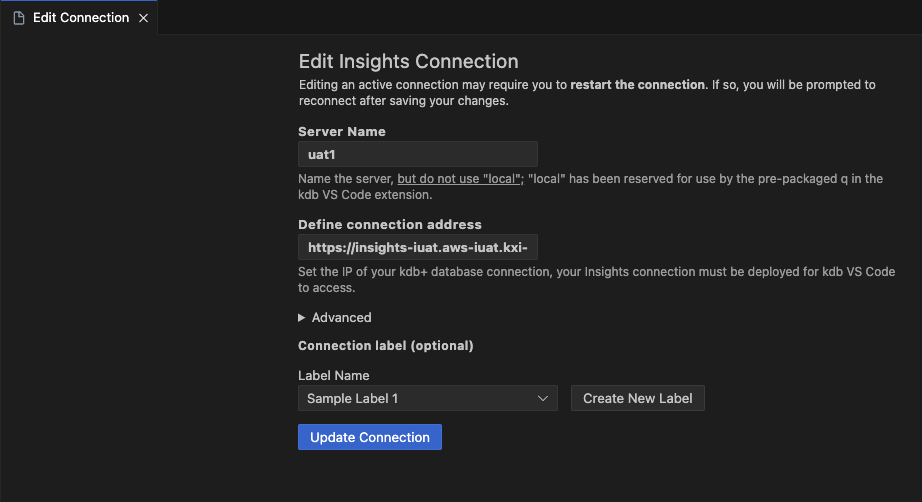 Edit Connection
Edit Insights Connection
Editing an active connection may require you to restart the connection. If so, you will be prompted to
reconnect after saving your changes.
Server Name
uat1
Name the server, but do not use "local"; "local" has been reserved for use by the pre-packaged q in the
kdb VS Code extension.
Define connection address
https://insights-iuat.aws-iuat.kxi-
Set the IP of your kdb+ database connection, your Insights connection must be deployed for kdb VS Code
to access.
Advanced
Connection label (optional)
Label Name
Sample Label 1
Create New Label
Update Connection